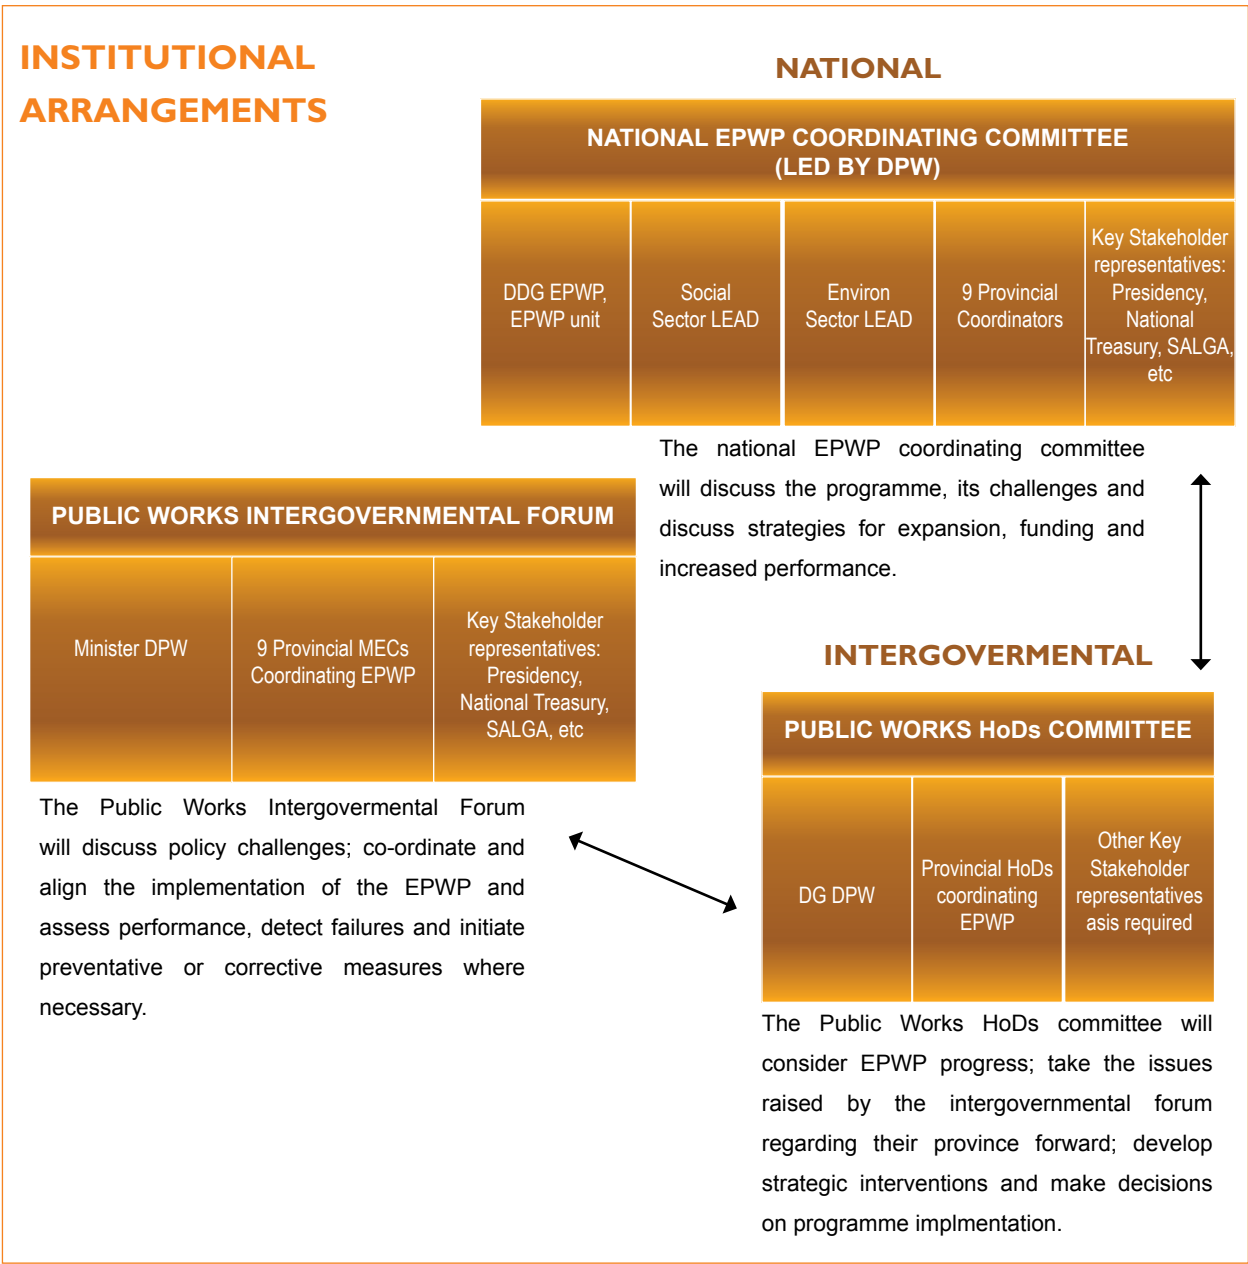 INSTITUTIONAL
ARRANGEMENTS
NATIONAL
NATIONAL EPWP COORDINATING COMMITTEE
(LED BY DPW)
DDG EPWP,
EPWP unit
Social
Sector LEAD
Environ
Sector LEAD
9 Provincial
Coordinators
Key Stakeholder
representatives:
Presidency,
National
Treasury, SALGA,
etc
The national EPWP coordinating committee
will discuss the programme, its challenges and
discuss strategies for expansion, funding and
increased performance.
PUBLIC WORKS INTERGOVERNMENTAL FORUM
Minister DPW
9 Provincial MECs
Coordinating EPWP
Key Stakeholder
representatives:
Presidency,
National Treasury,
SALGA, etc
The Public Works Intergovermental Forum
will discuss policy challenges; co-ordinate and
align the implementation of the EPWP and
assess performance, detect failures and initiate
preventative or corrective measures where
necessary.
INTERGOVERMENTAL
PUBLIC WORKS HoDs COMMITTEE
DG DPW
Provincial HoDs
coordinating
EPWP
Other Key
Stakeholder
representatives
asis required
The Public Works HoDs committee will
consider EPWP progress; take the issues
raised by the intergovernmental forum
regarding their province forward; develop
strategic interventions and make decisions
on programme implmentation.